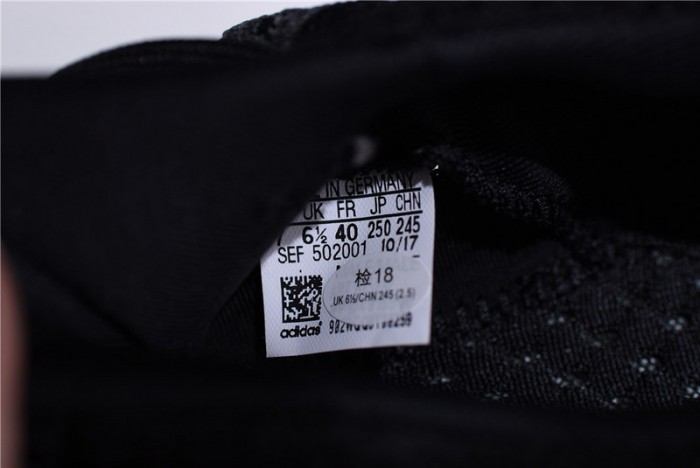 IN GERMANY
UK FR JP CHN
7 6½ 40 250 245
SEF 502001 10/17
检18
UK 6½/CHN 245 (2.5)
adidas